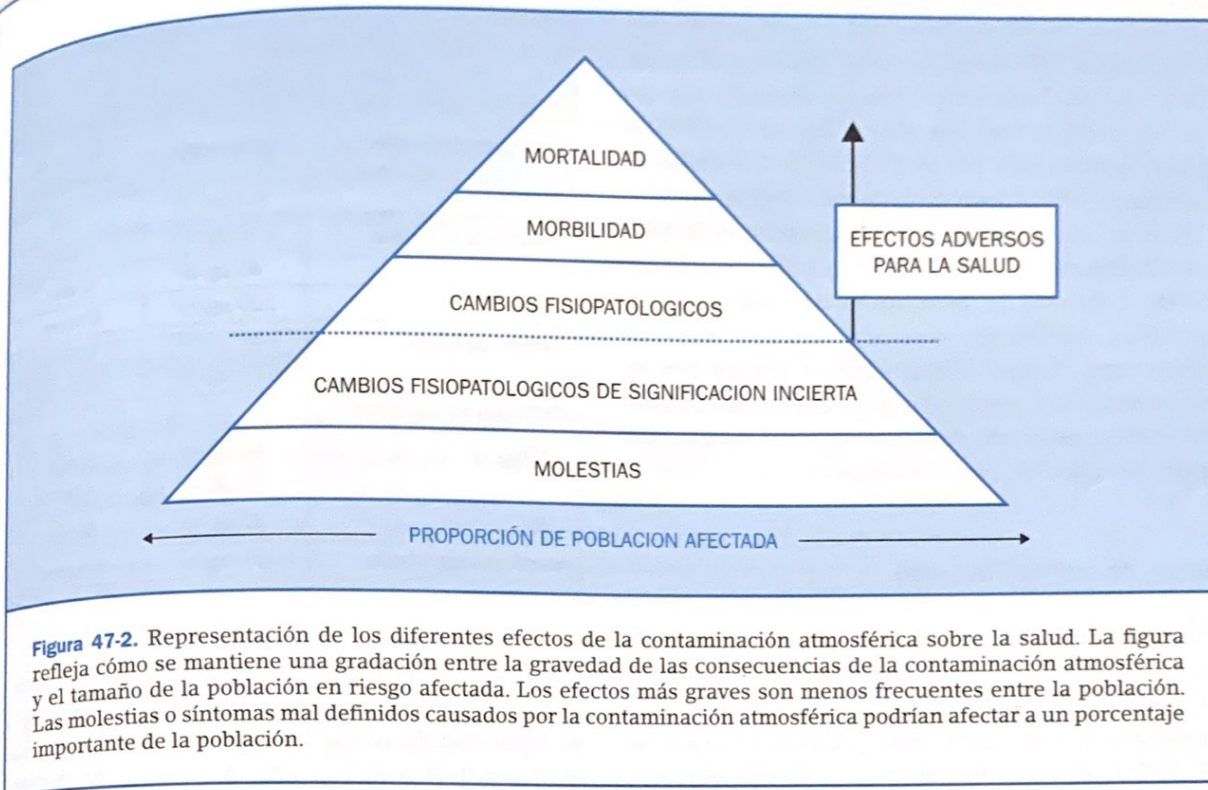 MORTALIDAD
MORBILIDAD
EFECTOS ADVERSOS
PARA LA SALUD
CAMBIOS FISIOPATOLOGICOS
CAMBIOS FISIOPATOLOGICOS DE SIGNIFICACION INCIERTA
MOLESTIAS
PROPORCIÓN DE POBLACION AFECTADA
Figura 47-2. Representación de los diferentes efectos de la contaminación atmosférica sobre la salud. La figura
refleja cómo se mantiene una gradación entre la gravedad de las consecuencias de la contaminación atmosférica
y el tamaño de la población en riesgo afectada. Los efectos más graves son menos frecuentes entre la población.
Las molestias o síntomas mal definidos causados por la contaminación atmosférica podrían afectar a un porcentaje
importante de la población.